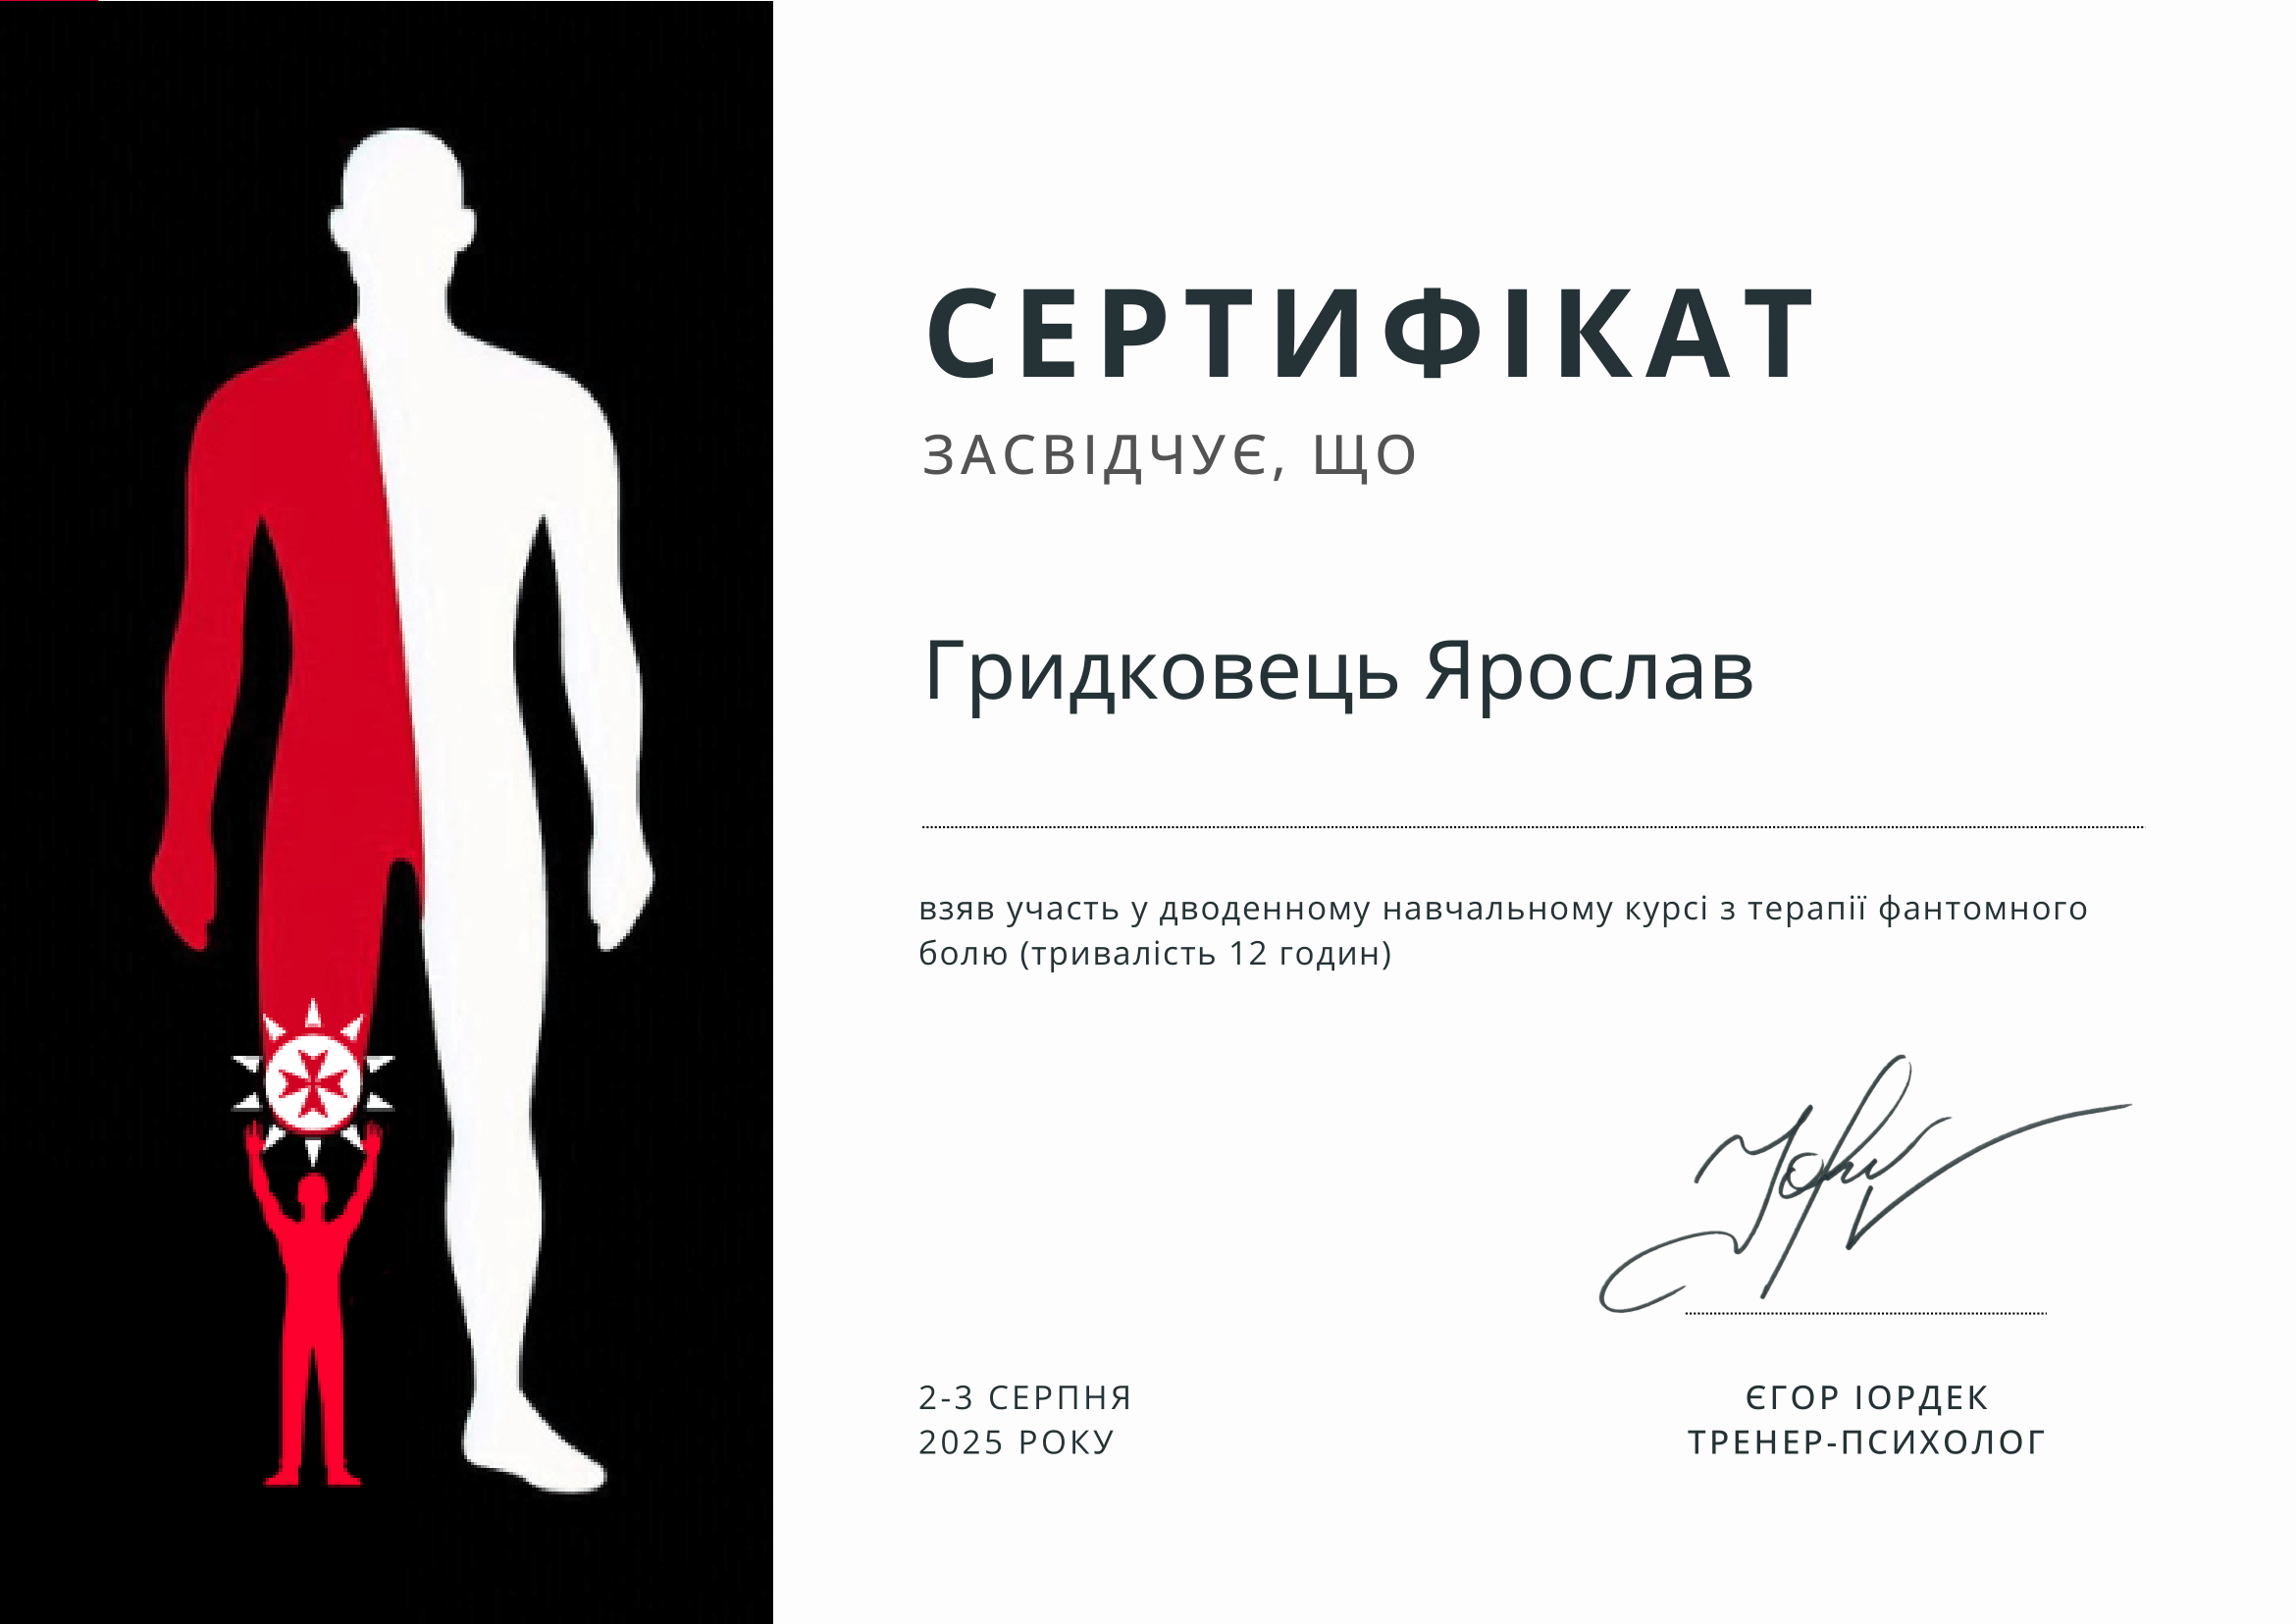 СЕРТИФІКАТ
ЗАСВІДЧУЄ, ЩО
Гридковець Ярослав
взяв участь у дводенному навчальному курсі з терапії фантомного
болю (тривалість 12 годин)
2-3 СЕРПНЯ
2025 РОКУ
ЄГОР ІОРДЕК
ТРЕНЕР-ПСИХОЛОГ